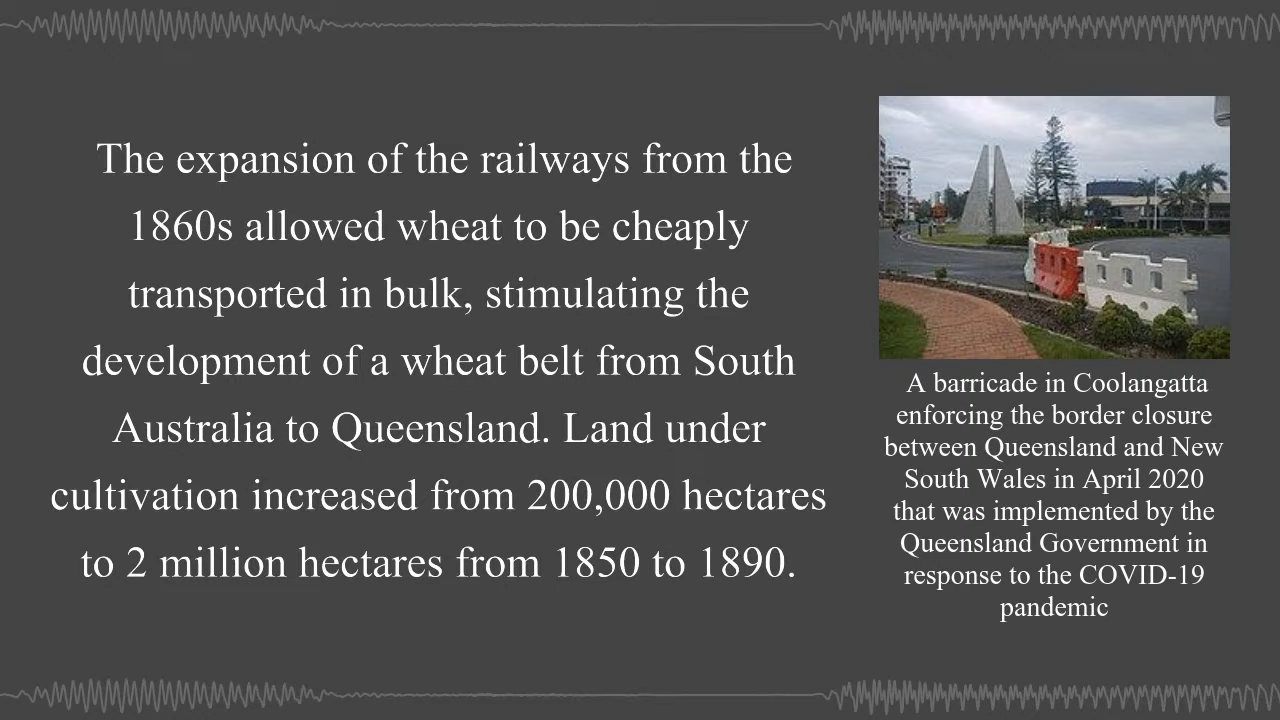 The expansion of the railways from the
1860s allowed wheat to be cheaply
transported in bulk, stimulating the
development of a wheat belt from South
Australia to Queensland. Land under
cultivation increased from 200,000 hectares
to 2 million hectares from 1850 to 1890.
A barricade in Coolangatta
enforcing the border closure
between Queensland and New
South Wales in April 2020
that was implemented by the
Queensland Government in
response to the COVID-19
pandemic